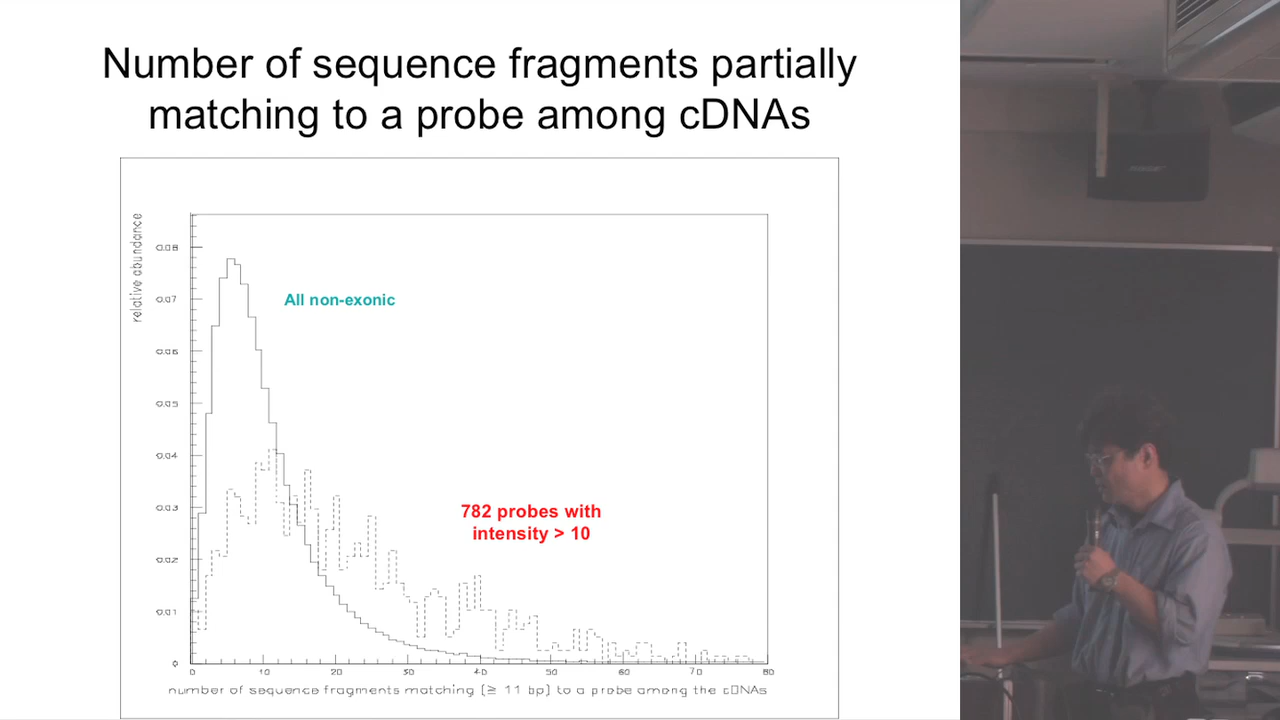 Number of sequence fragments partially
matching to a probe among cDNAs
relative abundance
0.08
0.07
0.06
0.05
0.04
0.03
0.02
0.01
0
All non-exonic
782 probes with
intensity > 10
0 10 20 30 40 50 60 70 80
number of sequence fragments matching (≥ 11 bp) to a probe among the cDNAs